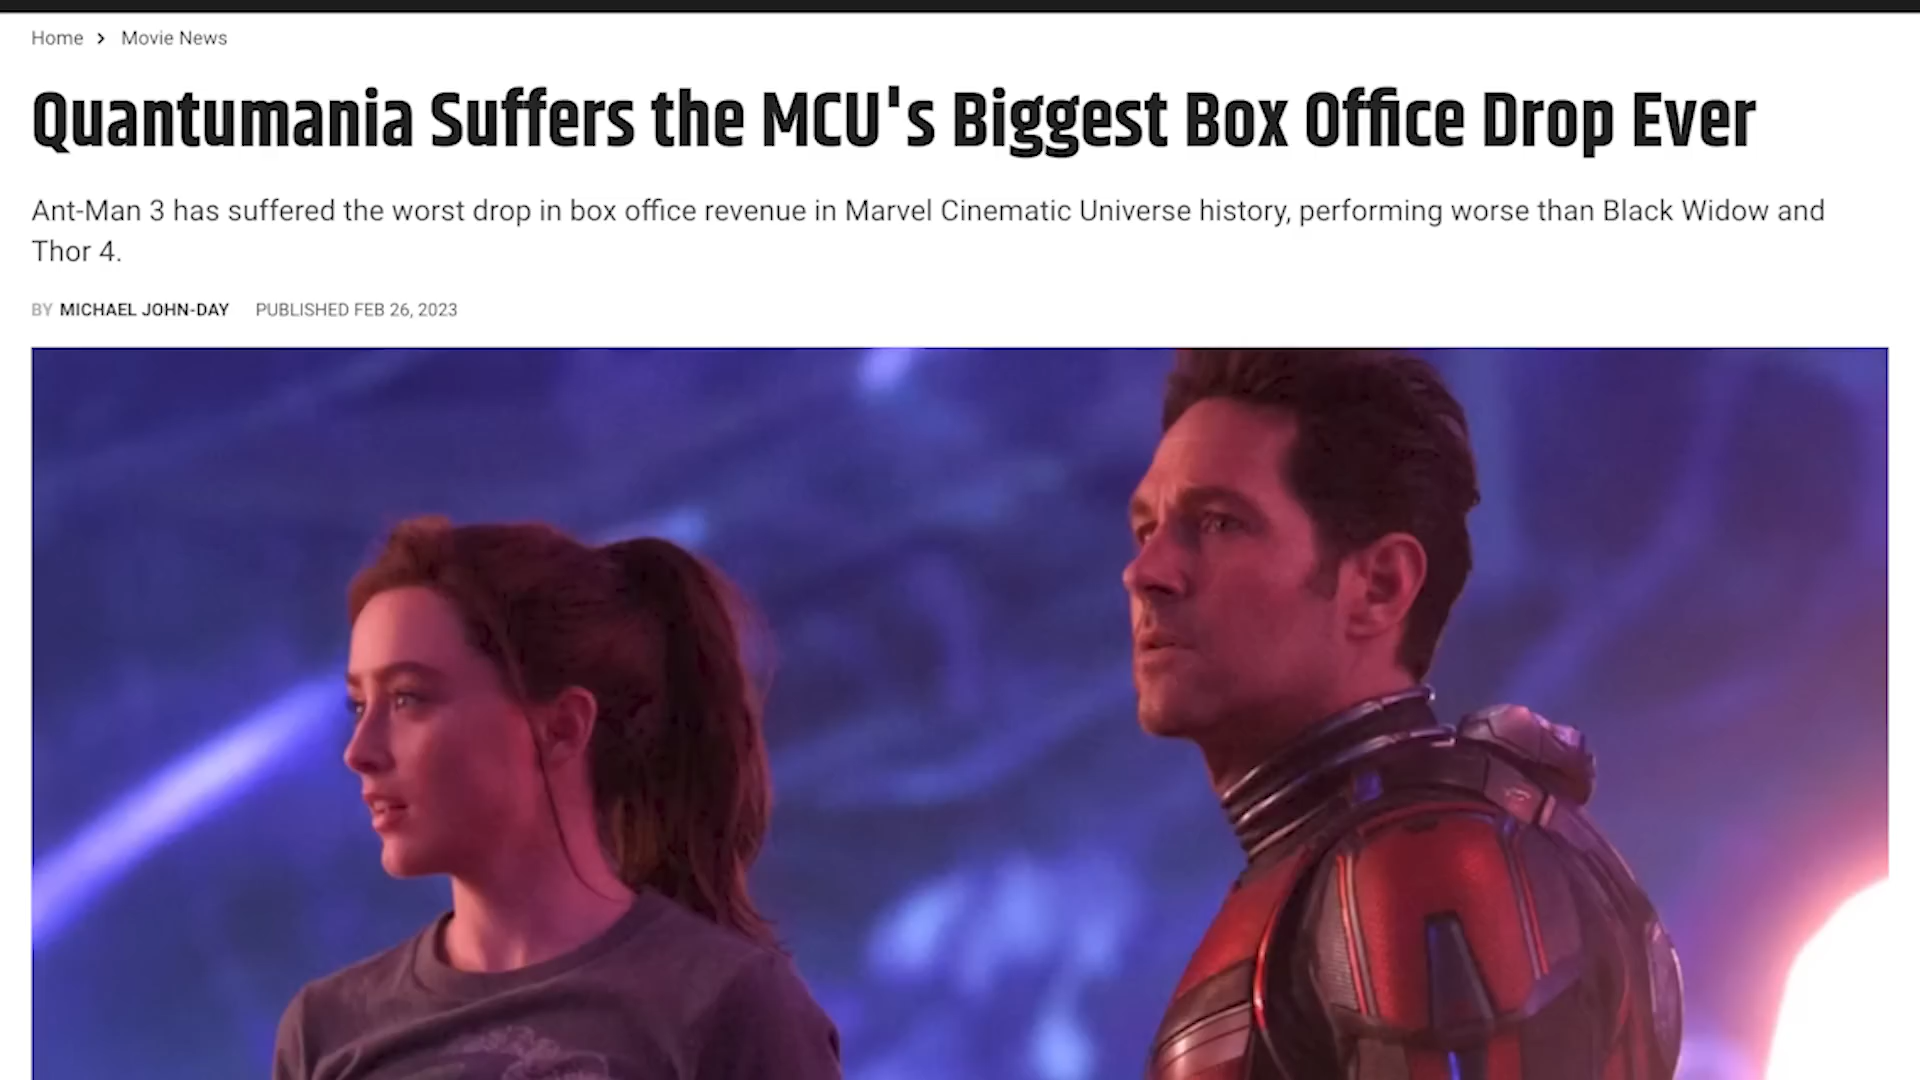 Home > Movie News
Quantumania Suffers the MCU's Biggest Box Office Drop Ever
Ant-Man 3 has suffered the worst drop in box office revenue in Marvel Cinematic Universe history, performing worse than Black Widow and
Thor 4.
BY MICHAEL JOHN-DAY PUBLISHED FEB 26, 2023